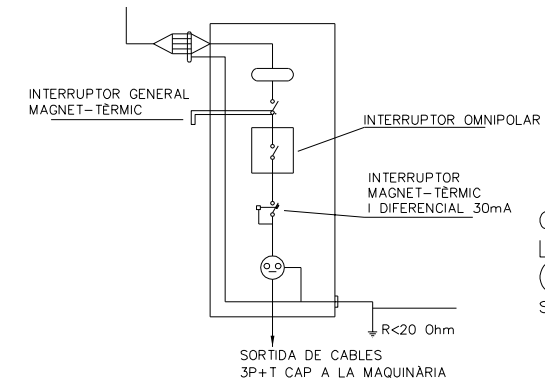 INTERRUPTOR GENERAL
MAGNET-TÈRMIC
INTERRUPTOR OMNIPOLAR
INTERRUPTOR
MAGNET-TÈRMIC
I DIFERENCIAL 30mA
R<20 Ohm
SORTIDA DE CABLES
3P+T CAP A LA MAQUINÀRIA